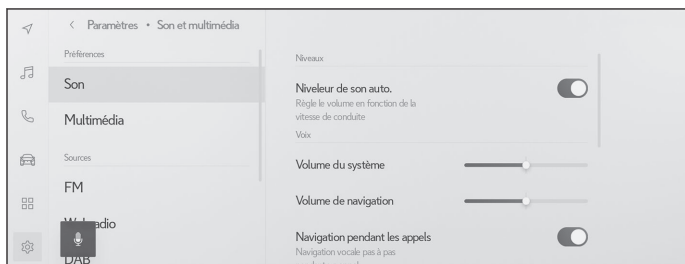 Paramètres • Son et multimédia
Préférences
Son
Multimédia
Sources
FM
DAB
Niveaux
Niveleur de son auto.
Règle le volume en fonction de la
vitesse de conduite
Voix
Volume du système
Volume de navigation
Navigation pendant les appels
Navigation vocale pas à pas